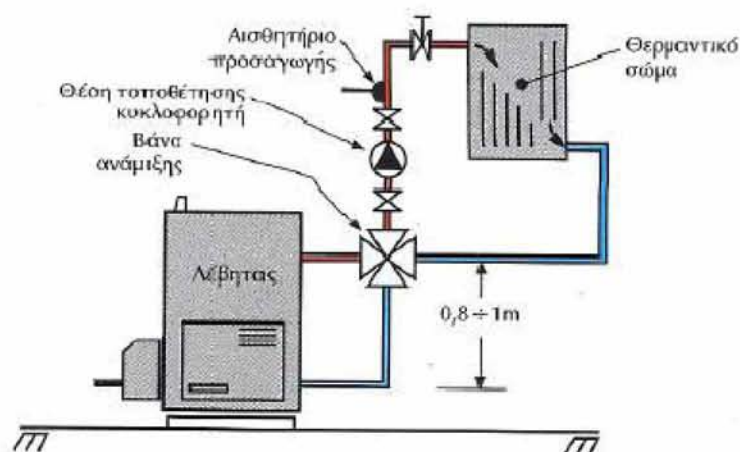 Αισθητήριο
προσαγωγής
Θέση τοποθέτησης
κυκλοφορητή
Βάνα
ανάμιξης
Θερμαντικό
σώμα
Λέβητας
0,8 ÷ 1m